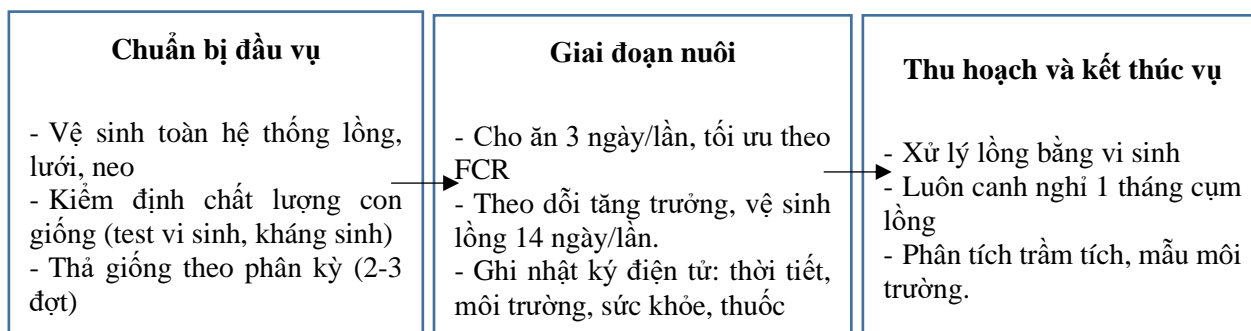 Chuẩn bị đầu vụ
- Vệ sinh toàn hệ thống lồng,
lưới, neo
- Kiểm định chất lượng con
giống (test vi sinh, kháng sinh)
- Thả giống theo phân kỳ (2-3
đợt)
Giai đoạn nuôi
- Cho ăn 3 ngày/lần, tối ưu theo
FCR
- Theo dỗi tăng trưởng, vệ sinh
lồng 14 ngày/lần.
- Ghi nhật ký điện tử: thời tiết,
môi trường, sức khỏe, thuốc
Thu hoạch và kết thúc vụ
- Xử lý lồng bằng vi sinh
- Luôn canh nghỉ 1 tháng cụm
lồng
- Phân tích trầm tích, mẫu môi
trường.